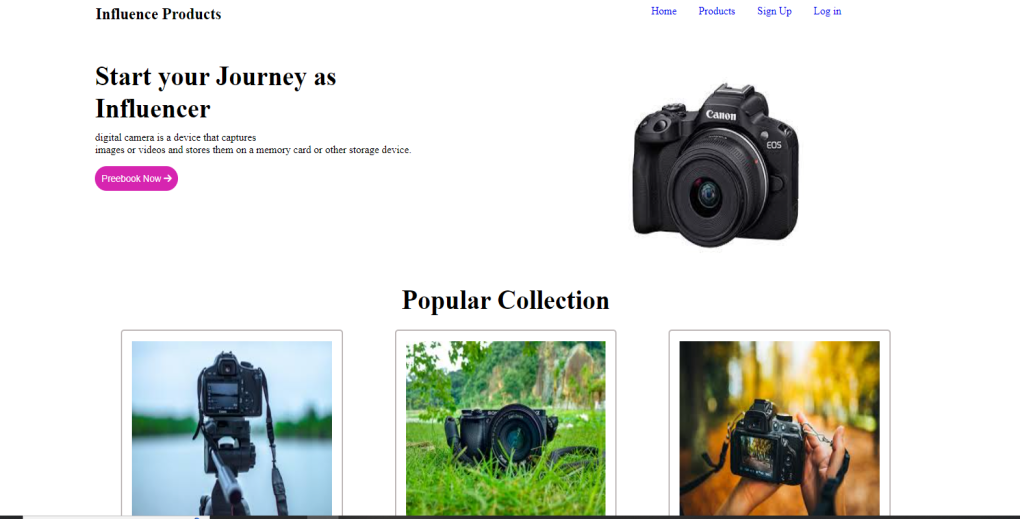 Influence Products
Home Products Sign Up Log in
Start your Journey as
Influencer
digital camera is a device that captures
images or videos and stores them on a memory card or other storage device.
Preebook Now →
Canon
EOS
Popular Collection